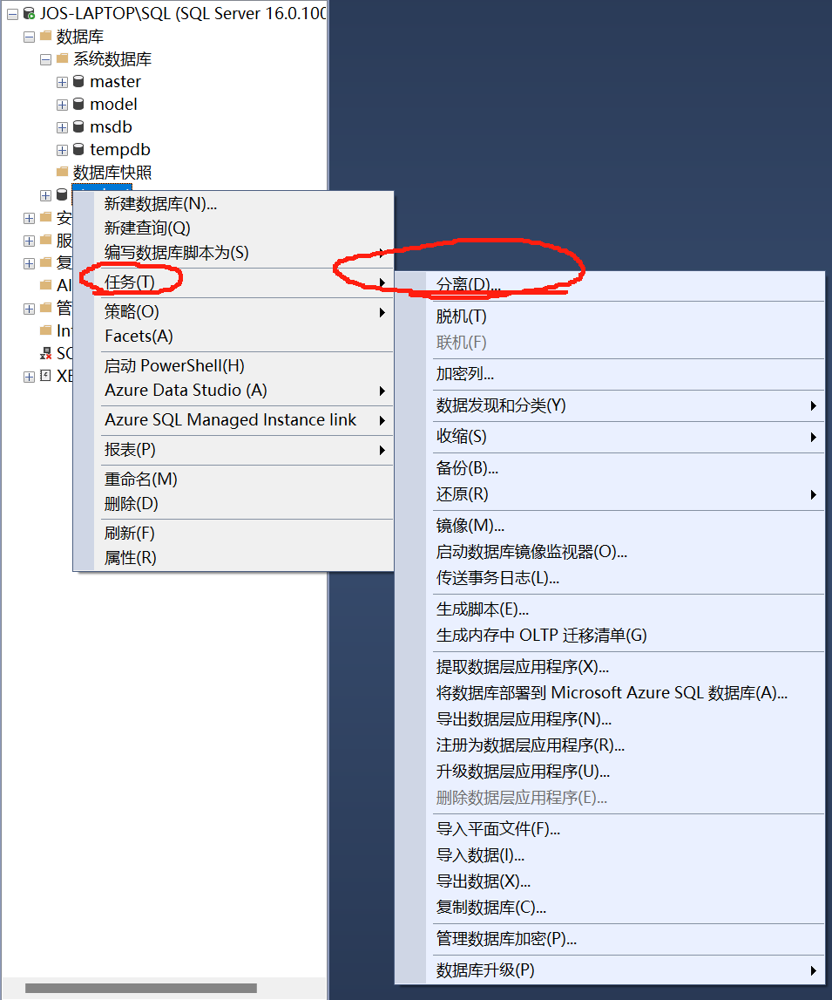 JOS-LAPTOP\SQL (SQL Server 16.0.100
数据库
系统数据库
master
model
msdb
tempdb
数据库快照
安
服
复
Al
管
Int
SQ
XE
新建数据库(N)...
新建查询(Q)
编写数据库脚本为(S)
任务(T)
策略(O)
Facets(A)
启动 PowerShell(H)
Azure Data Studio (A)
Azure SQL Managed Instance link
报表(P)
重命名(M)
删除(D)
刷新(F)
属性(R)
分离(D)...
脱机(T)
联机(F)
加密列...
数据发现和分类(Y)
收缩(S)
备份(B)...
还原(R)
镜像(M)...
启动数据库镜像监视器(O)...
传送事务日志(L)...
生成脚本(E)...
生成内存中 OLTP 迁移清单(G)
提取数据层应用程序(X)...
将数据库部署到 Microsoft Azure SQL 数据库(A)...
导出数据层应用程序(N)...
注册为数据层应用程序(R)...
升级数据层应用程序(U)...
删除数据层应用程序(E)...
导入平面文件(F)...
导入数据(I)...
导出数据(X)...
复制数据库(C)...
管理数据库加密(P)...
数据库升级(P)